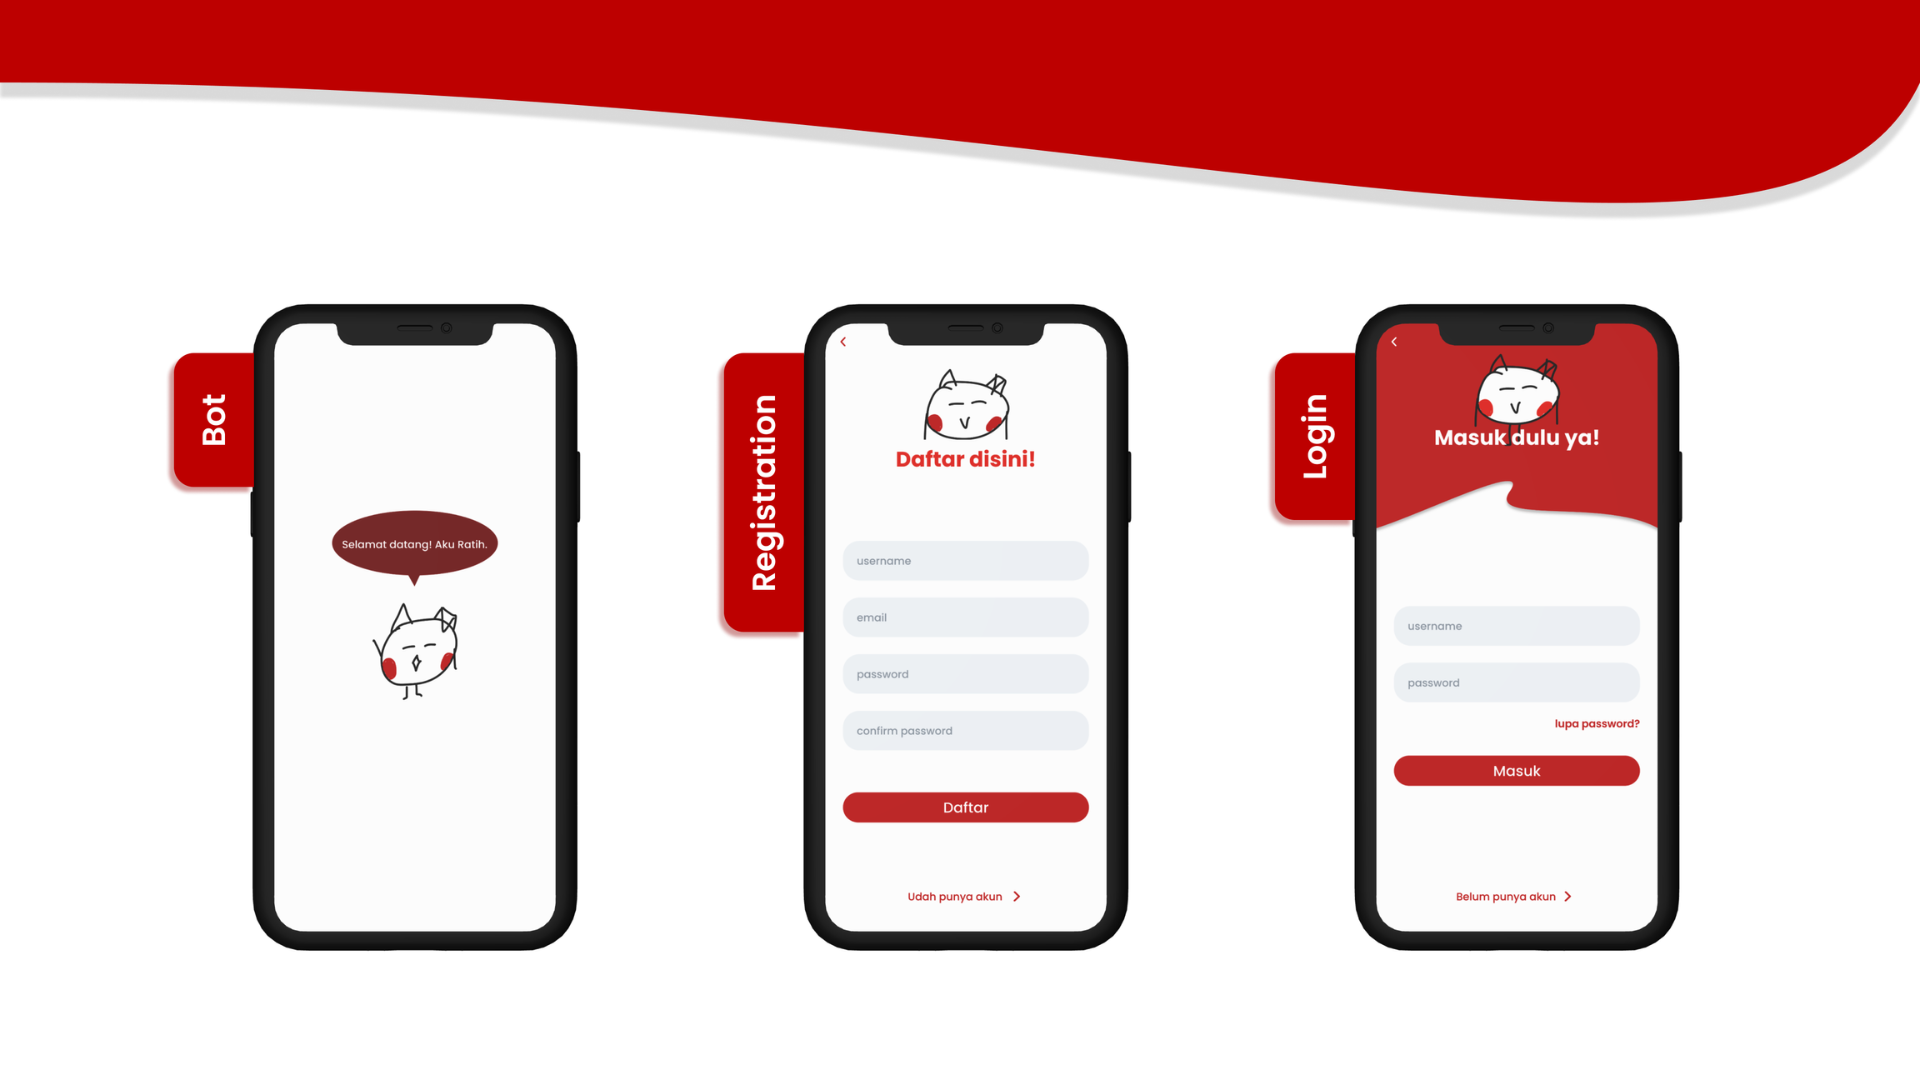 Bot
Selamat datang! Aku Ratih.
Registration
Daftar disini!
username
email
password
confirm password
Daftar
Udah punya akun
Login
Masuk dulu ya!
username
password
lupa password?
Masuk
Belum punya akun